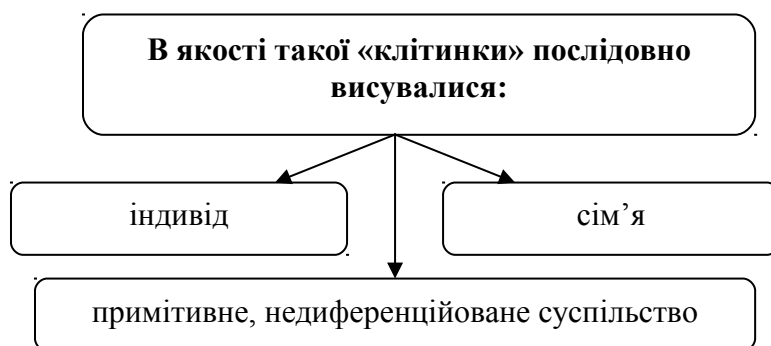 В якості такої «клітинки» послідовно
висувалися:
індивід
сім’я
примітивне, недиференційоване суспільство